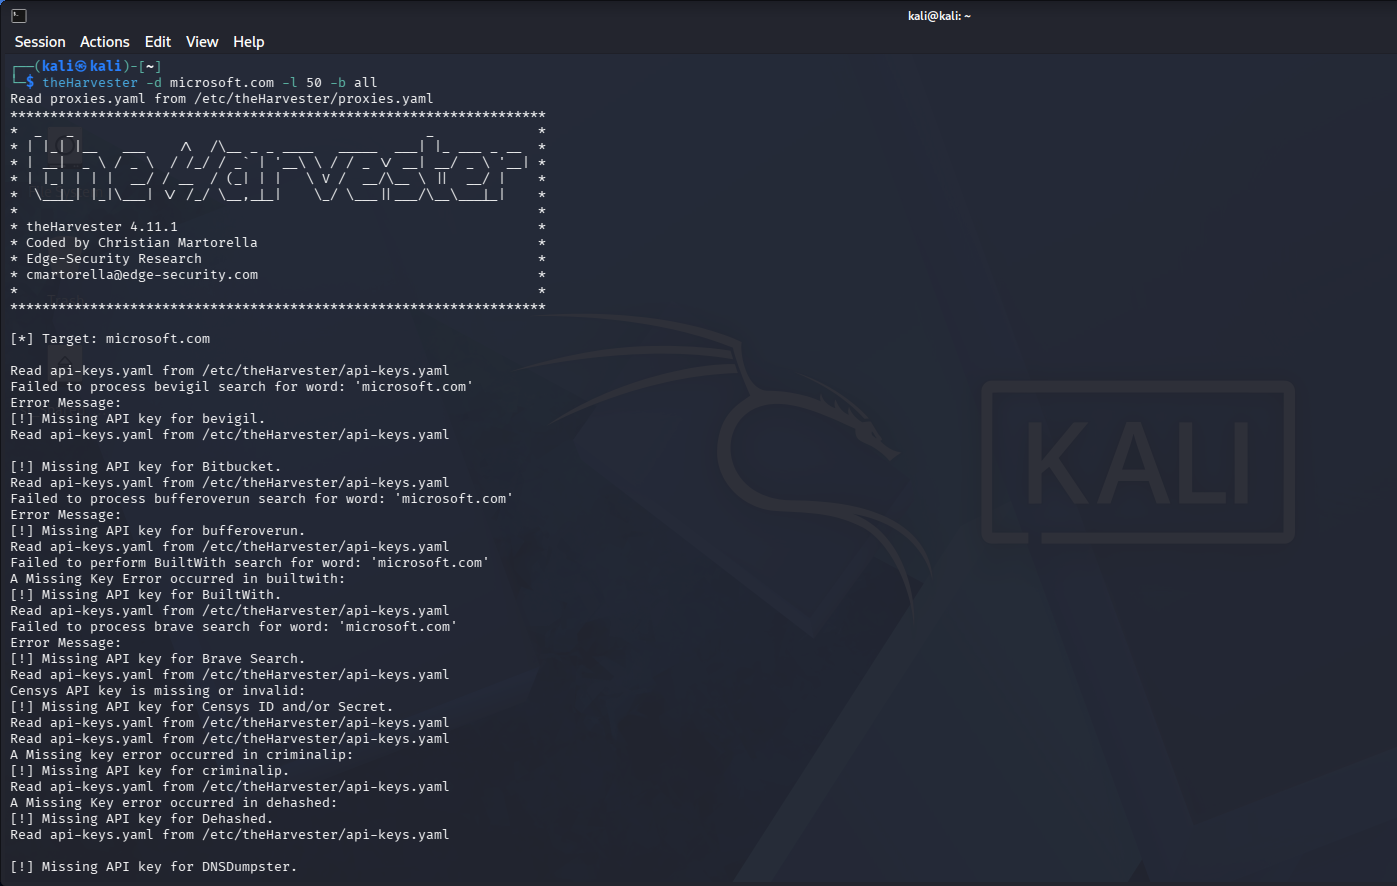 kali@kali: ~
Session Actions Edit View Help
┌──(kali㉿kali)-[~]
└─$ theHarvester -d microsoft.com -l 50 -b all
Read proxies.yaml from /etc/theHarvester/proxies.yaml
*******************************************************************
theHarvester
* theHarvester 4.11.1 *
* Coded by Christian Martorella *
* Edge-Security Research *
* cmartorella@edge-security.com *
* *
*******************************************************************
[*] Target: microsoft.com
Read api-keys.yaml from /etc/theHarvester/api-keys.yaml
Failed to process bevigil search for word: 'microsoft.com'
Error Message:
[!] Missing API key for bevigil.
Read api-keys.yaml from /etc/theHarvester/api-keys.yaml
[!] Missing API key for Bitbucket.
Read api-keys.yaml from /etc/theHarvester/api-keys.yaml
Failed to process bufferoverun search for word: 'microsoft.com'
Error Message:
[!] Missing API key for bufferoverun.
Read api-keys.yaml from /etc/theHarvester/api-keys.yaml
Failed to perform BuiltWith search for word: 'microsoft.com'
A Missing Key Error occurred in builtwith:
[!] Missing API key for BuiltWith.
Read api-keys.yaml from /etc/theHarvester/api-keys.yaml
Failed to process brave search for word: 'microsoft.com'
Error Message:
[!] Missing API key for Brave Search.
Read api-keys.yaml from /etc/theHarvester/api-keys.yaml
Censys API key is missing or invalid:
[!] Missing API key for Censys ID and/or Secret.
Read api-keys.yaml from /etc/theHarvester/api-keys.yaml
Read api-keys.yaml from /etc/theHarvester/api-keys.yaml
A Missing key error occurred in criminalip:
[!] Missing API key for criminalip.
Read api-keys.yaml from /etc/theHarvester/api-keys.yaml
A Missing Key error occurred in dehashed:
[!] Missing API key for Dehashed.
Read api-keys.yaml from /etc/theHarvester/api-keys.yaml
[!] Missing API key for DNSDumpster.
KALI